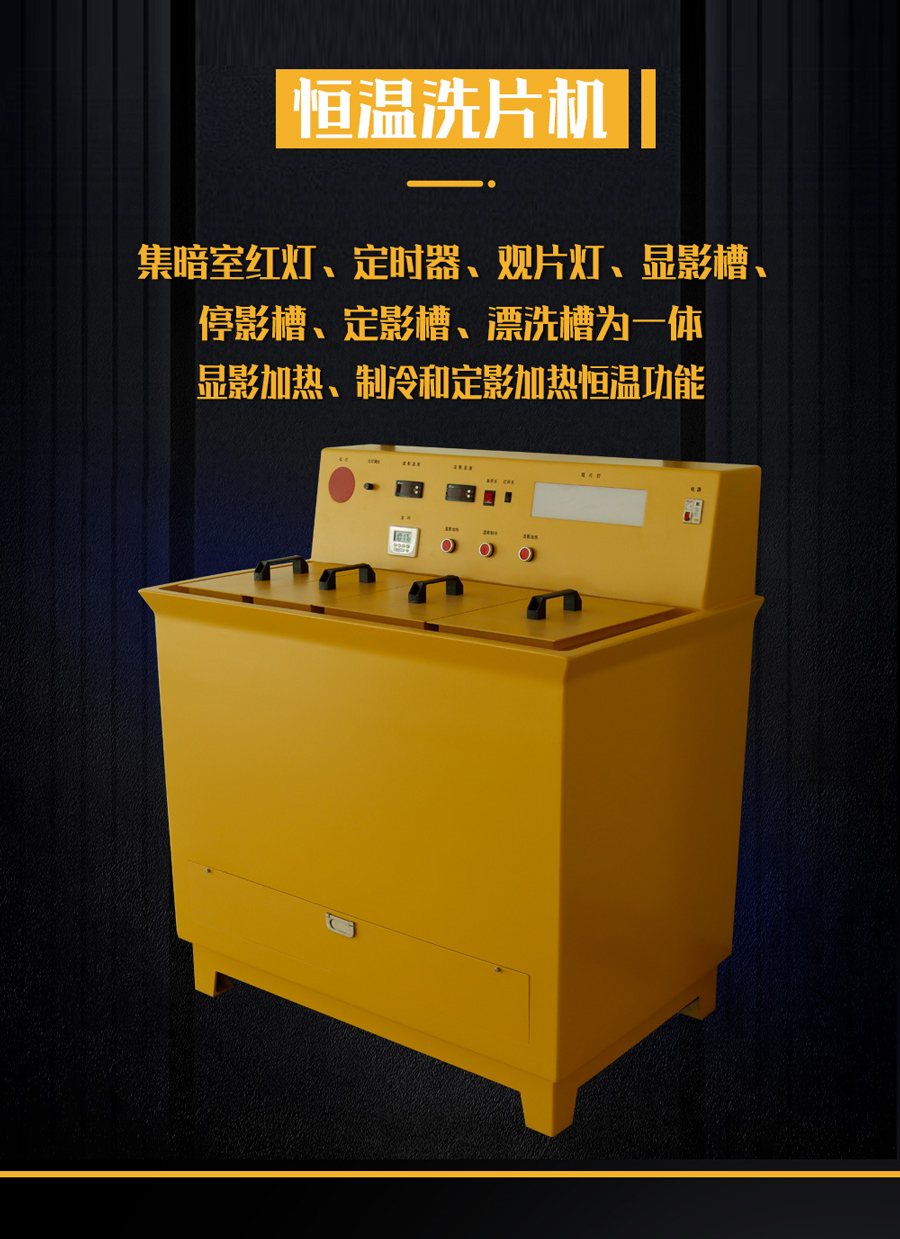 恒温洗片机
集暗室红灯、定时器、观片灯、显影槽、
停影槽、定影槽、漂洗槽为一体
显影加热、制冷和定影加热恒温功能